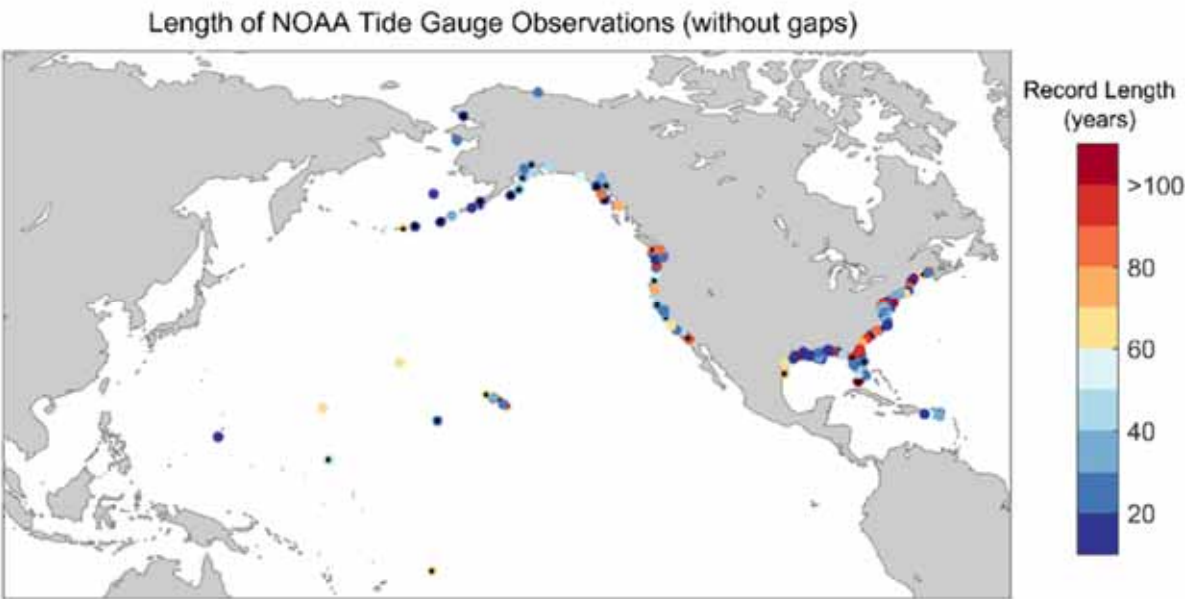 Length of NOAA Tide Gauge Observations (without gaps)
Record Length
(years)
>100
80
60
40
20